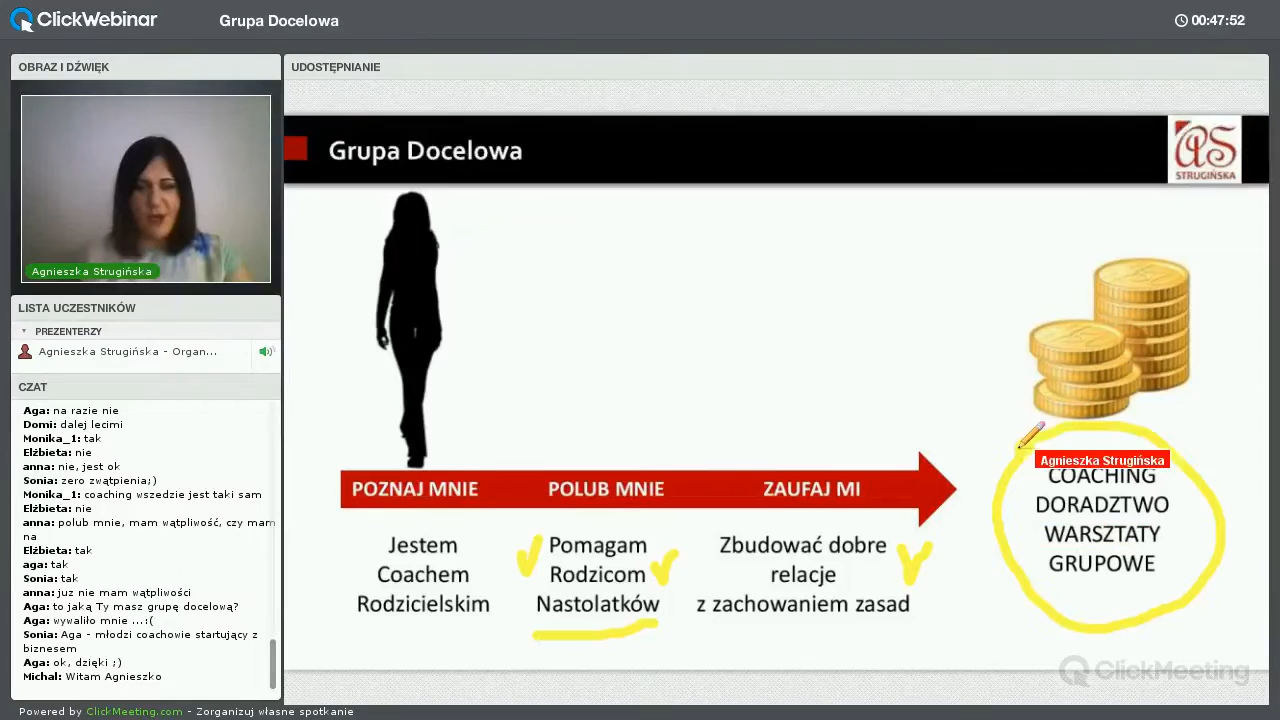 ClickWebinar
Grupa Docelowa
00:47:52
OBRAZ I DŹWIĘK
Agnieszka Strugińska
LISTA UCZESTNIKÓW
PREZENTERZY
Agnieszka Strugińska - Organ...
CZAT
Aga: na razie nie
Domi: dalej lecimi
Monika_1: tak
Elżbieta: nie
anna: nie, jest ok
Sonia: zero zwątpienia;)
Monika_1: coaching wszedzie jest taki sam
Elżbieta: nie
anna: polub mnie, mam wątpliwość, czy mam
na
Elżbieta: tak
aga: tak
Sonia: tak
anna: juz nie mam wątpliwości
Aga: to jaką Ty masz grupę docelową?
Aga: wywaliło mnie ...:(
Sonia: Aga - młodzi coachowie startujący z
biznesem
Aga: ok, dzięki ;)
Michal: Witam Agnieszko
UDOSTĘPNIANIE
Grupa Docelowa
AS
STRUGIŃSKA
POZNAJ MNIE
POLUB MNIE
ZAUFAJ MI
Jestem
Coachem
Rodzicielskim
Pomagam
Rodzicom
Nastolatków
Zbudować dobre
relacje
z zachowaniem zasad
Agnieszka Strugińska
COACHING
DORADZTWO
WARSZTATY
GRUPOWE
ClickMeeting
Powered by ClickMeeting.com - Zorganizuj własne spotkanie